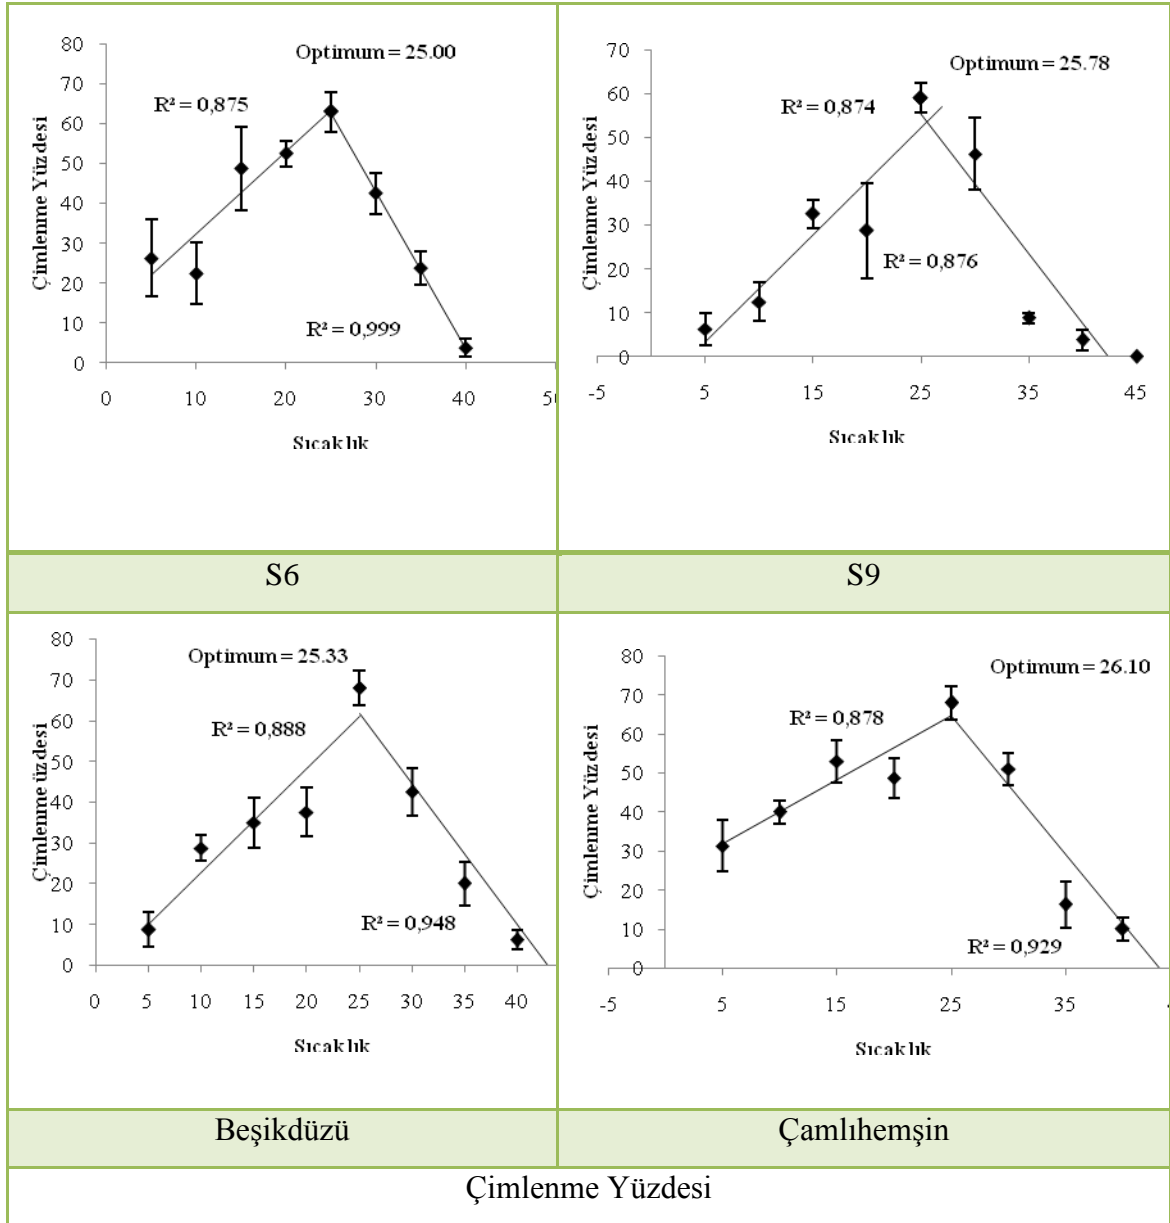 Optimum = 25.00
R² = 0,875
R² = 0,999
Çimlenme Yüzdesi
80
70
60
50
40
30
20
10
0
0 10 20 30 40
Sıcaklık
Optimum = 25.78
R² = 0,874
R² = 0,876
Çimlenme Yüzdesi
70
60
50
40
30
20
10
0
-5 5 15 25 35 45
Sıcaklık
S6
S9
Optimum = 25.33
R² = 0,888
R² = 0,948
Çimlenme üzdesi
80
70
60
50
40
30
20
10
0
0 5 10 15 20 25 30 35 40
Sıcaklık
Optimum = 26.10
R² = 0,878
R² = 0,929
Çimlenme Yüzdesi
80
70
60
50
40
30
20
10
0
-5 5 15 25 35
Sıcaklık
Beşikdüzü
Çamlıhemşin
Çimlenme Yüzdesi